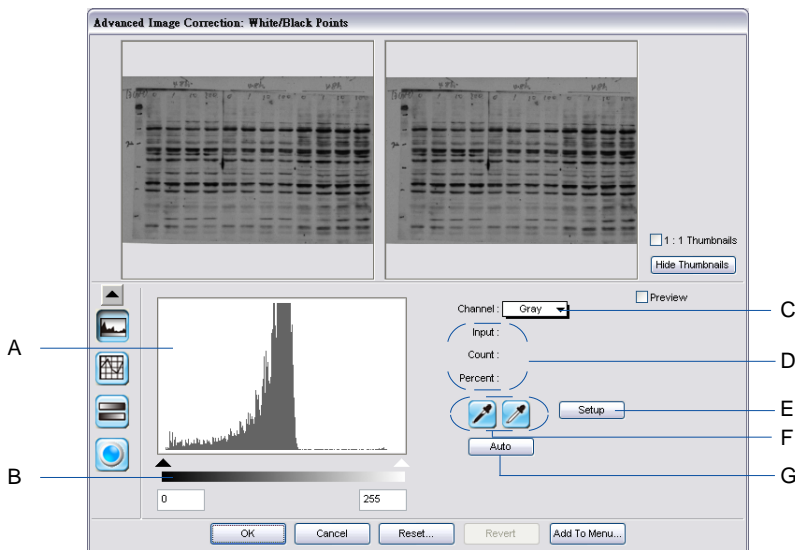 Advanced Image Correction: White/Black Points
1 : 1 Thumbnails
Hide Thumbnails
Preview
Channel : Gray
Input :
Count :
Percent :
Setup
Auto
0
255
OK
Cancel
Reset...
Revert
Add To Menu...
A
B
C
D
E
F
G